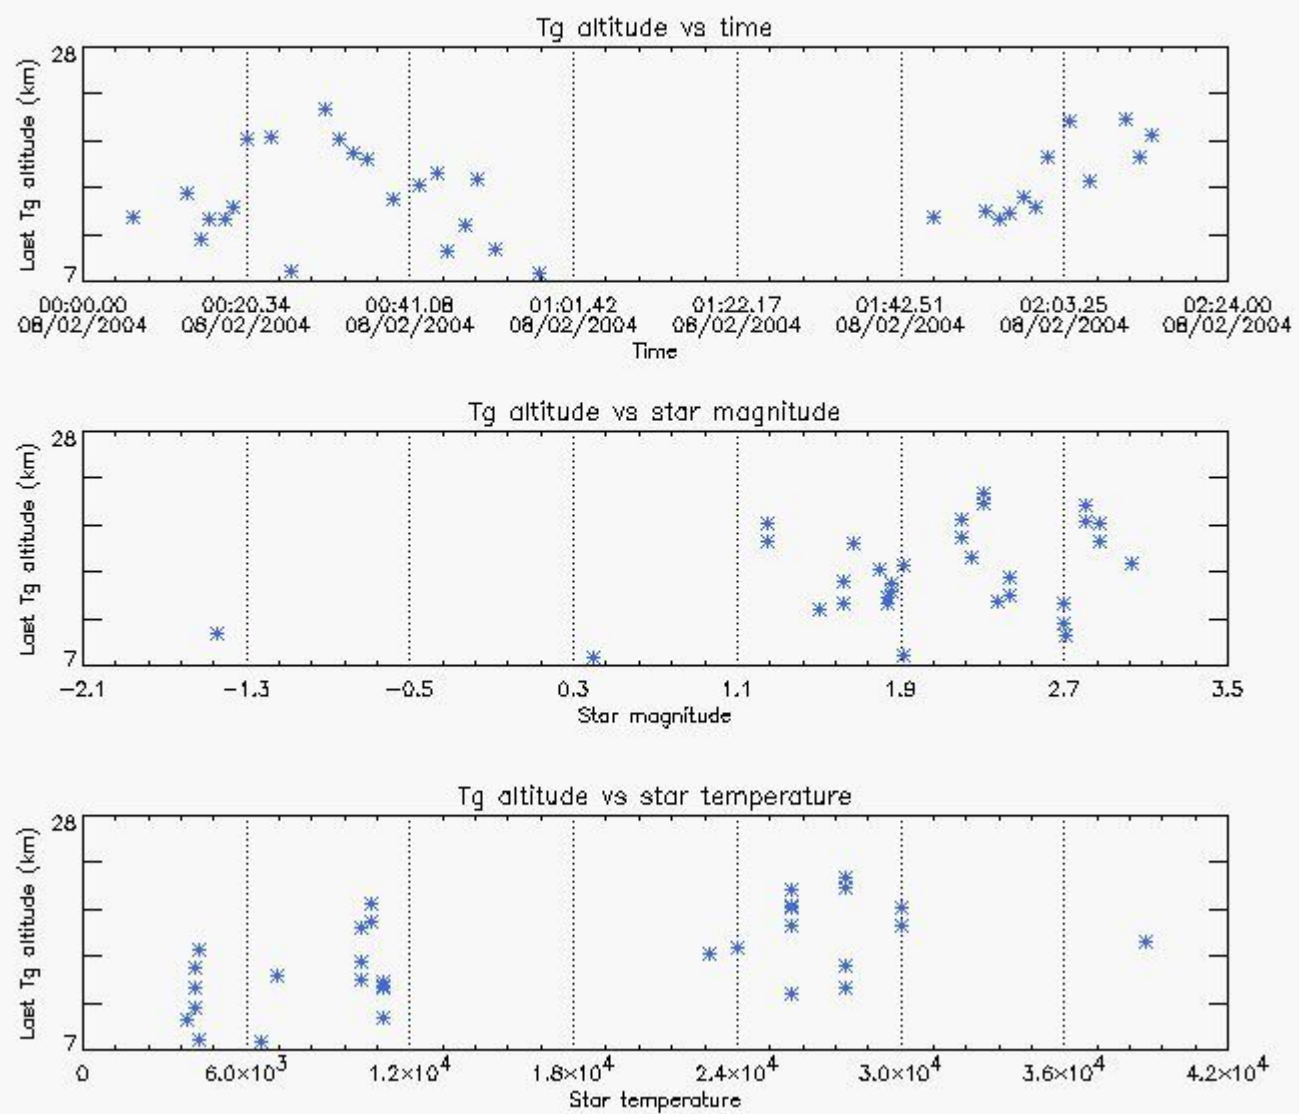 Tg altitude vs time
Last Tg altitude (km)
28
7
00:00.00 00:20.34 00:41.08 01:01.42 01:22.17 01:42.51 02:03.25 02:24.00
08/02/2004 08/02/2004 08/02/2004 08/02/2004 08/02/2004 08/02/2004 08/02/2004 08/02/2004
Time
Tg altitude vs star magnitude
Last Tg altitude (km)
28
7
−2.1 −1.3 −0.5 0.3 1.1 1.9 2.7 3.5
Star magnitude
Tg altitude vs star temperature
Last Tg altitude (km)
28
7
0 6.0×10³ 1.2×10⁴ 1.8×10⁴ 2.4×10⁴ 3.0×10⁴ 3.6×10⁴ 4.2×10⁴
Star temperature